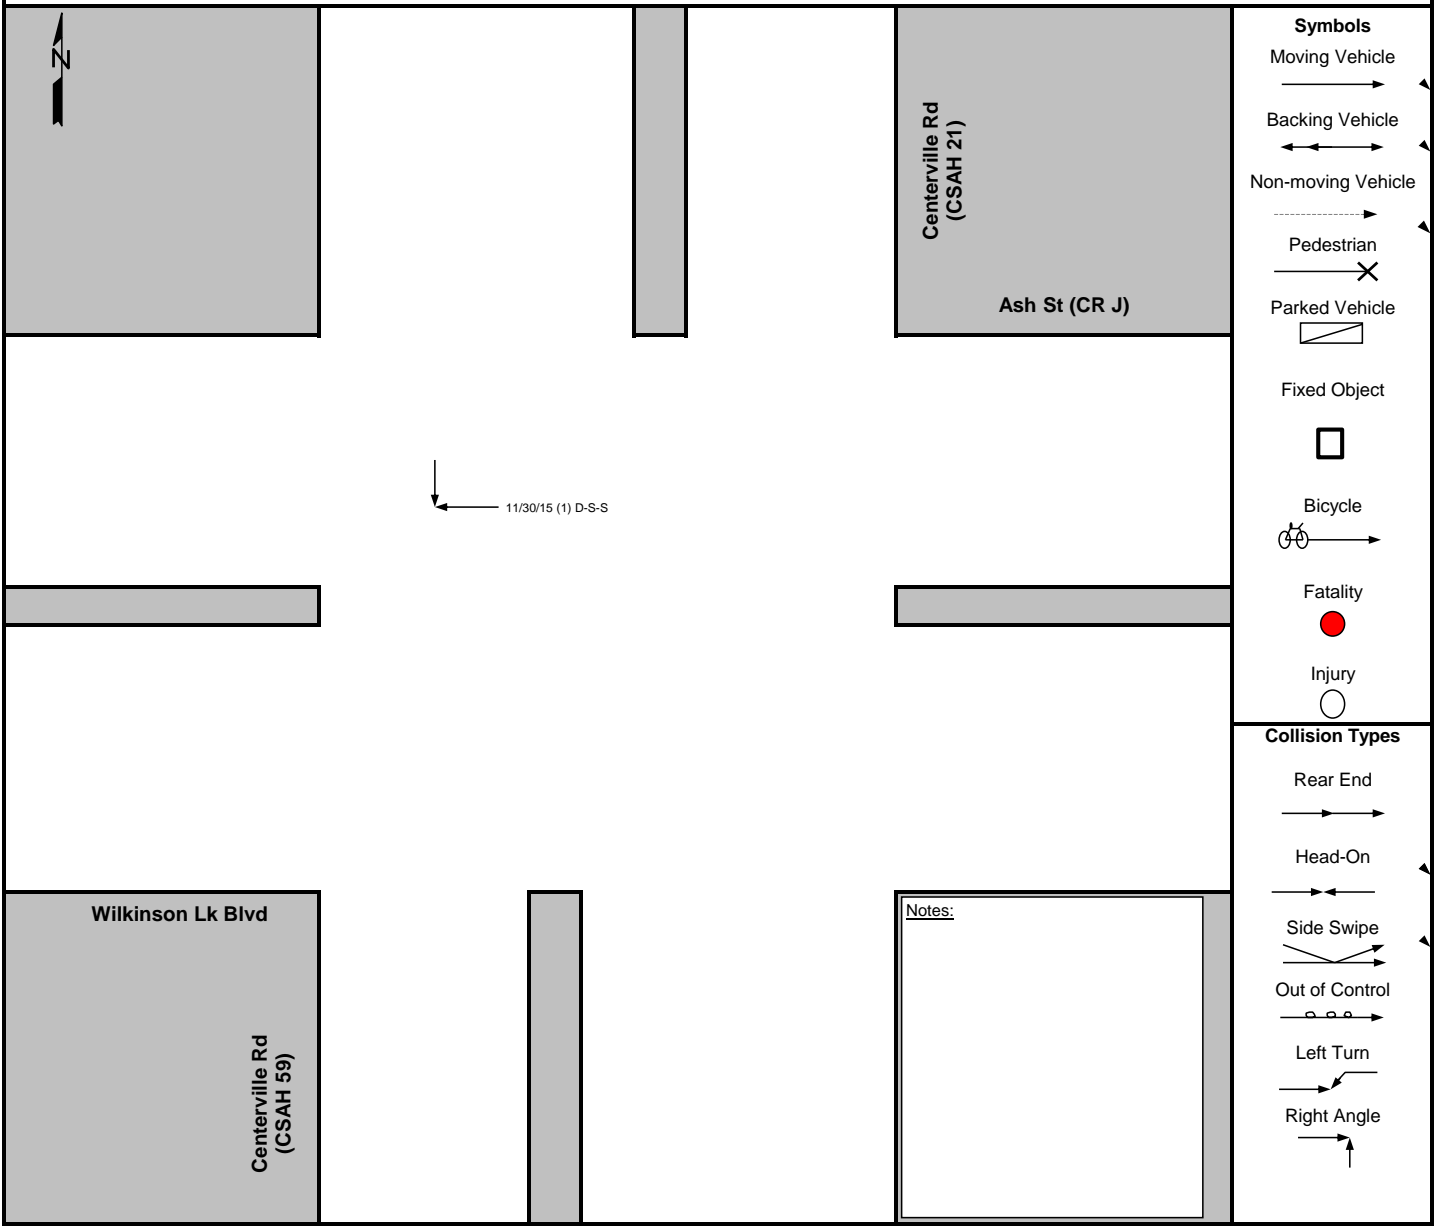 N
Centerville Rd
(CSAH 21)
Ash St (CR J)
11/30/15 (1) D-S-S
Wilkinson Lk Blvd
Centerville Rd
(CSAH 59)
Notes:
Symbols
Moving Vehicle
Backing Vehicle
Non-moving Vehicle
Pedestrian
Parked Vehicle
Fixed Object
Bicycle
Fatality
Injury
Collision Types
Rear End
Head-On
Side Swipe
Out of Control
Left Turn
Right Angle